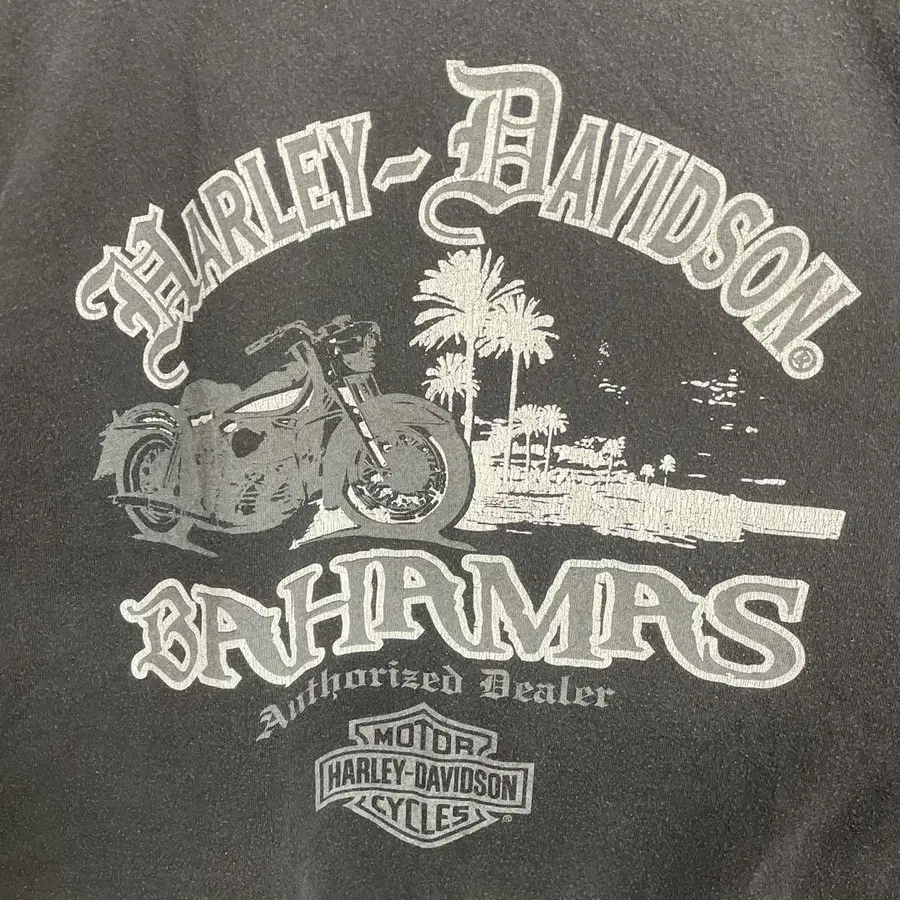 HARLEY-DAVIDSON®
BAHAMAS
Authorized Dealer
MOTOR
HARLEY-DAVIDSON
CYCLES®